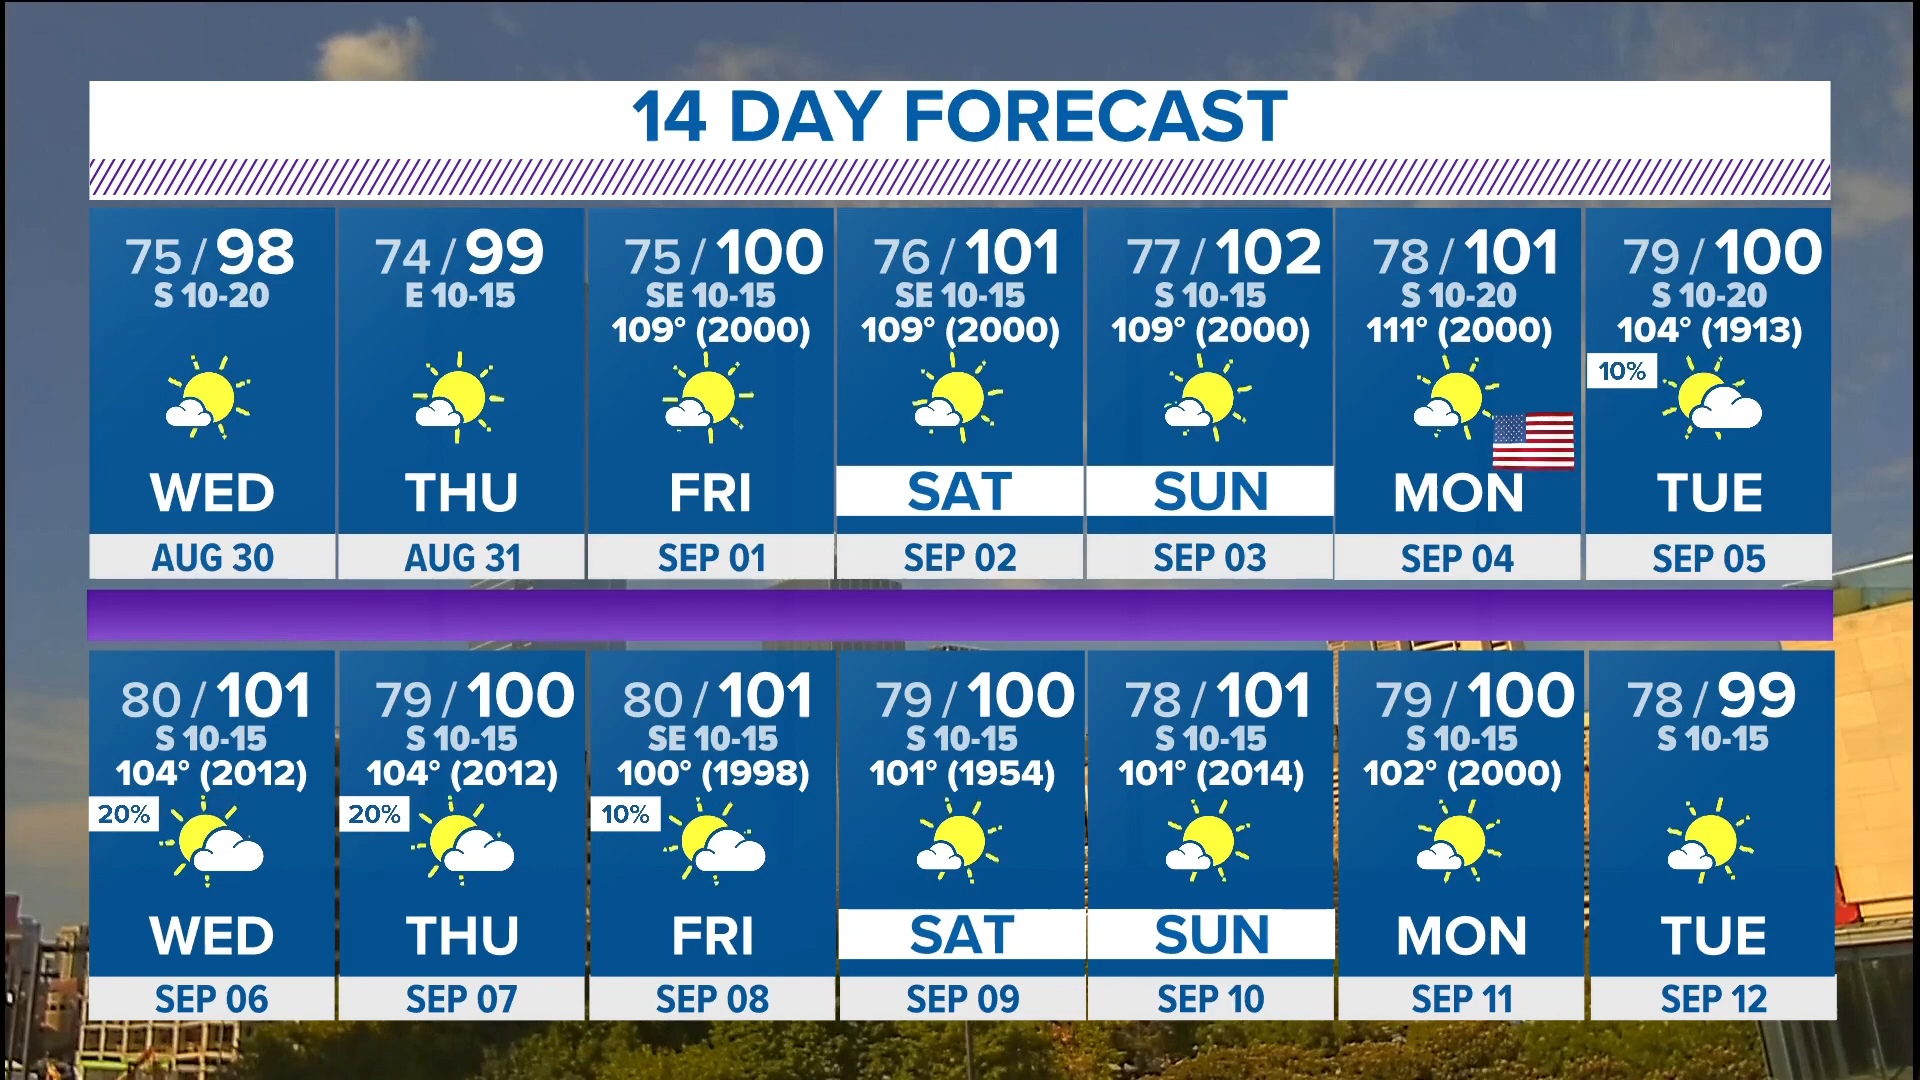 14 DAY FORECAST
75 / 98
S 10-20
WED
AUG 30
74 / 99
E 10-15
THU
AUG 31
75 / 100
SE 10-15
109° (2000)
FRI
SEP 01
76 / 101
SE 10-15
109° (2000)
SAT
SEP 02
77 / 102
S 10-15
109° (2000)
SUN
SEP 03
78 / 101
S 10-20
111° (2000)
MON
SEP 04
79 / 100
S 10-20
104° (1913)
10%
TUE
SEP 05
80 / 101
S 10-15
104° (2012)
20%
WED
SEP 06
79 / 100
S 10-15
104° (2012)
20%
THU
SEP 07
80 / 101
SE 10-15
100° (1998)
10%
FRI
SEP 08
79 / 100
S 10-15
101° (1954)
SAT
SEP 09
78 / 101
S 10-15
101° (2014)
SUN
SEP 10
79 / 100
S 10-15
102° (2000)
MON
SEP 11
78 / 99
S 10-15
TUE
SEP 12